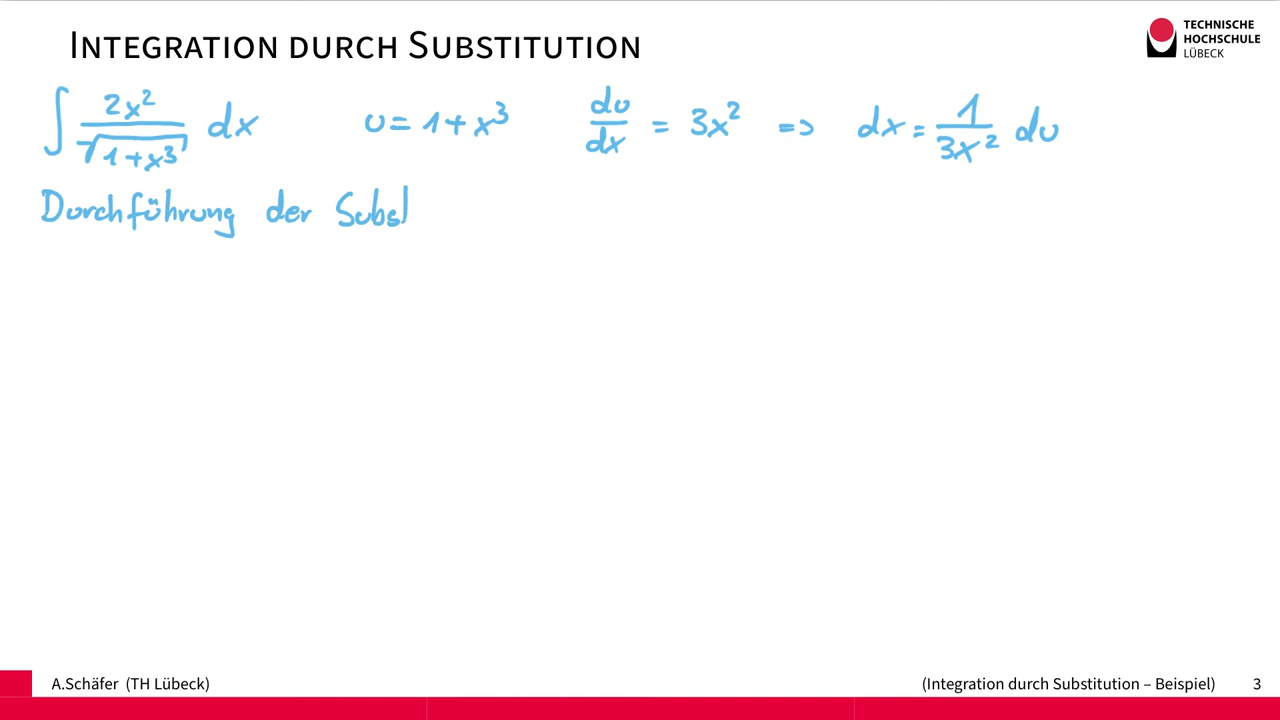 INTEGRATION DURCH SUBSTITUTION
TECHNISCHE
HOCHSCHULE
LÜBECK
∫ 2x²/√(1+x³) dx u = 1+x³ du/dx = 3x² => dx = 1/(3x²) du
Durchführung der Subs
A.Schäfer (TH Lübeck) (Integration durch Substitution – Beispiel) 3